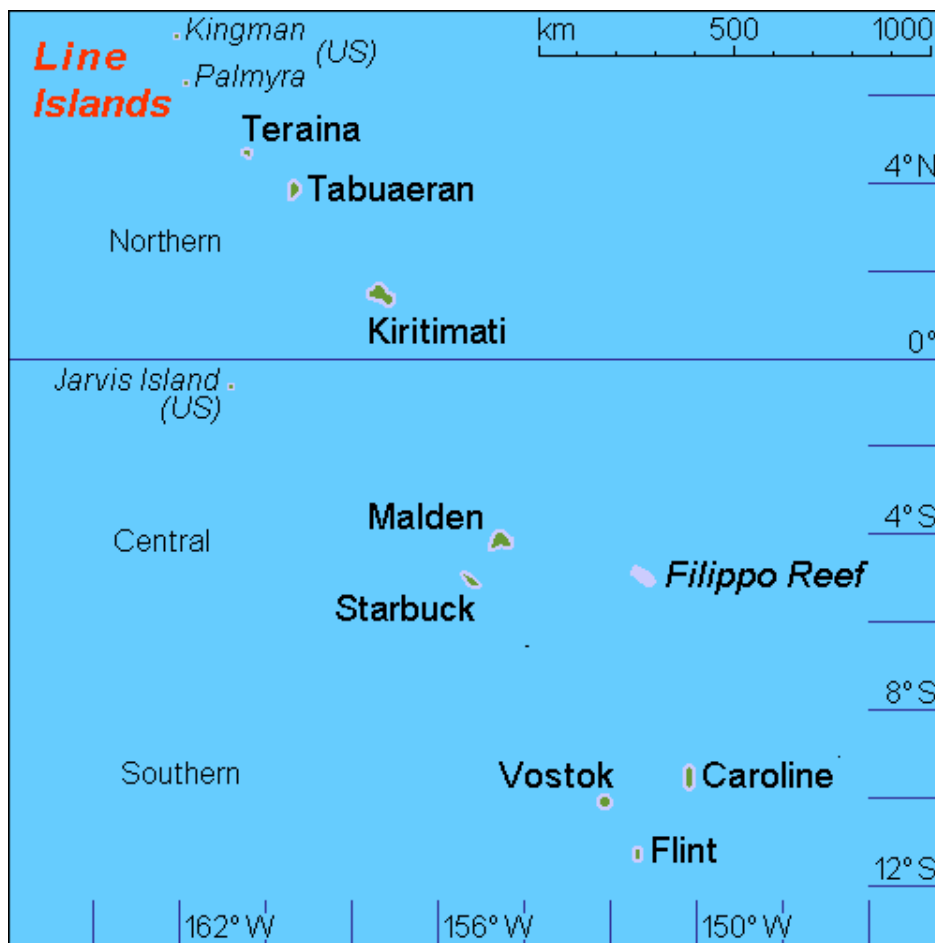 Line
Islands
Kingman
(US)
Palmyra
km 500 1000
Teraina
4°N
Tabuaeran
Northern
Kiritimati
0°
Jarvis Island
(US)
Malden
4°S
Central
Filippo Reef
Starbuck
8°S
Southern
Vostok
Caroline
Flint
12°S
162°W 156°W 150°W